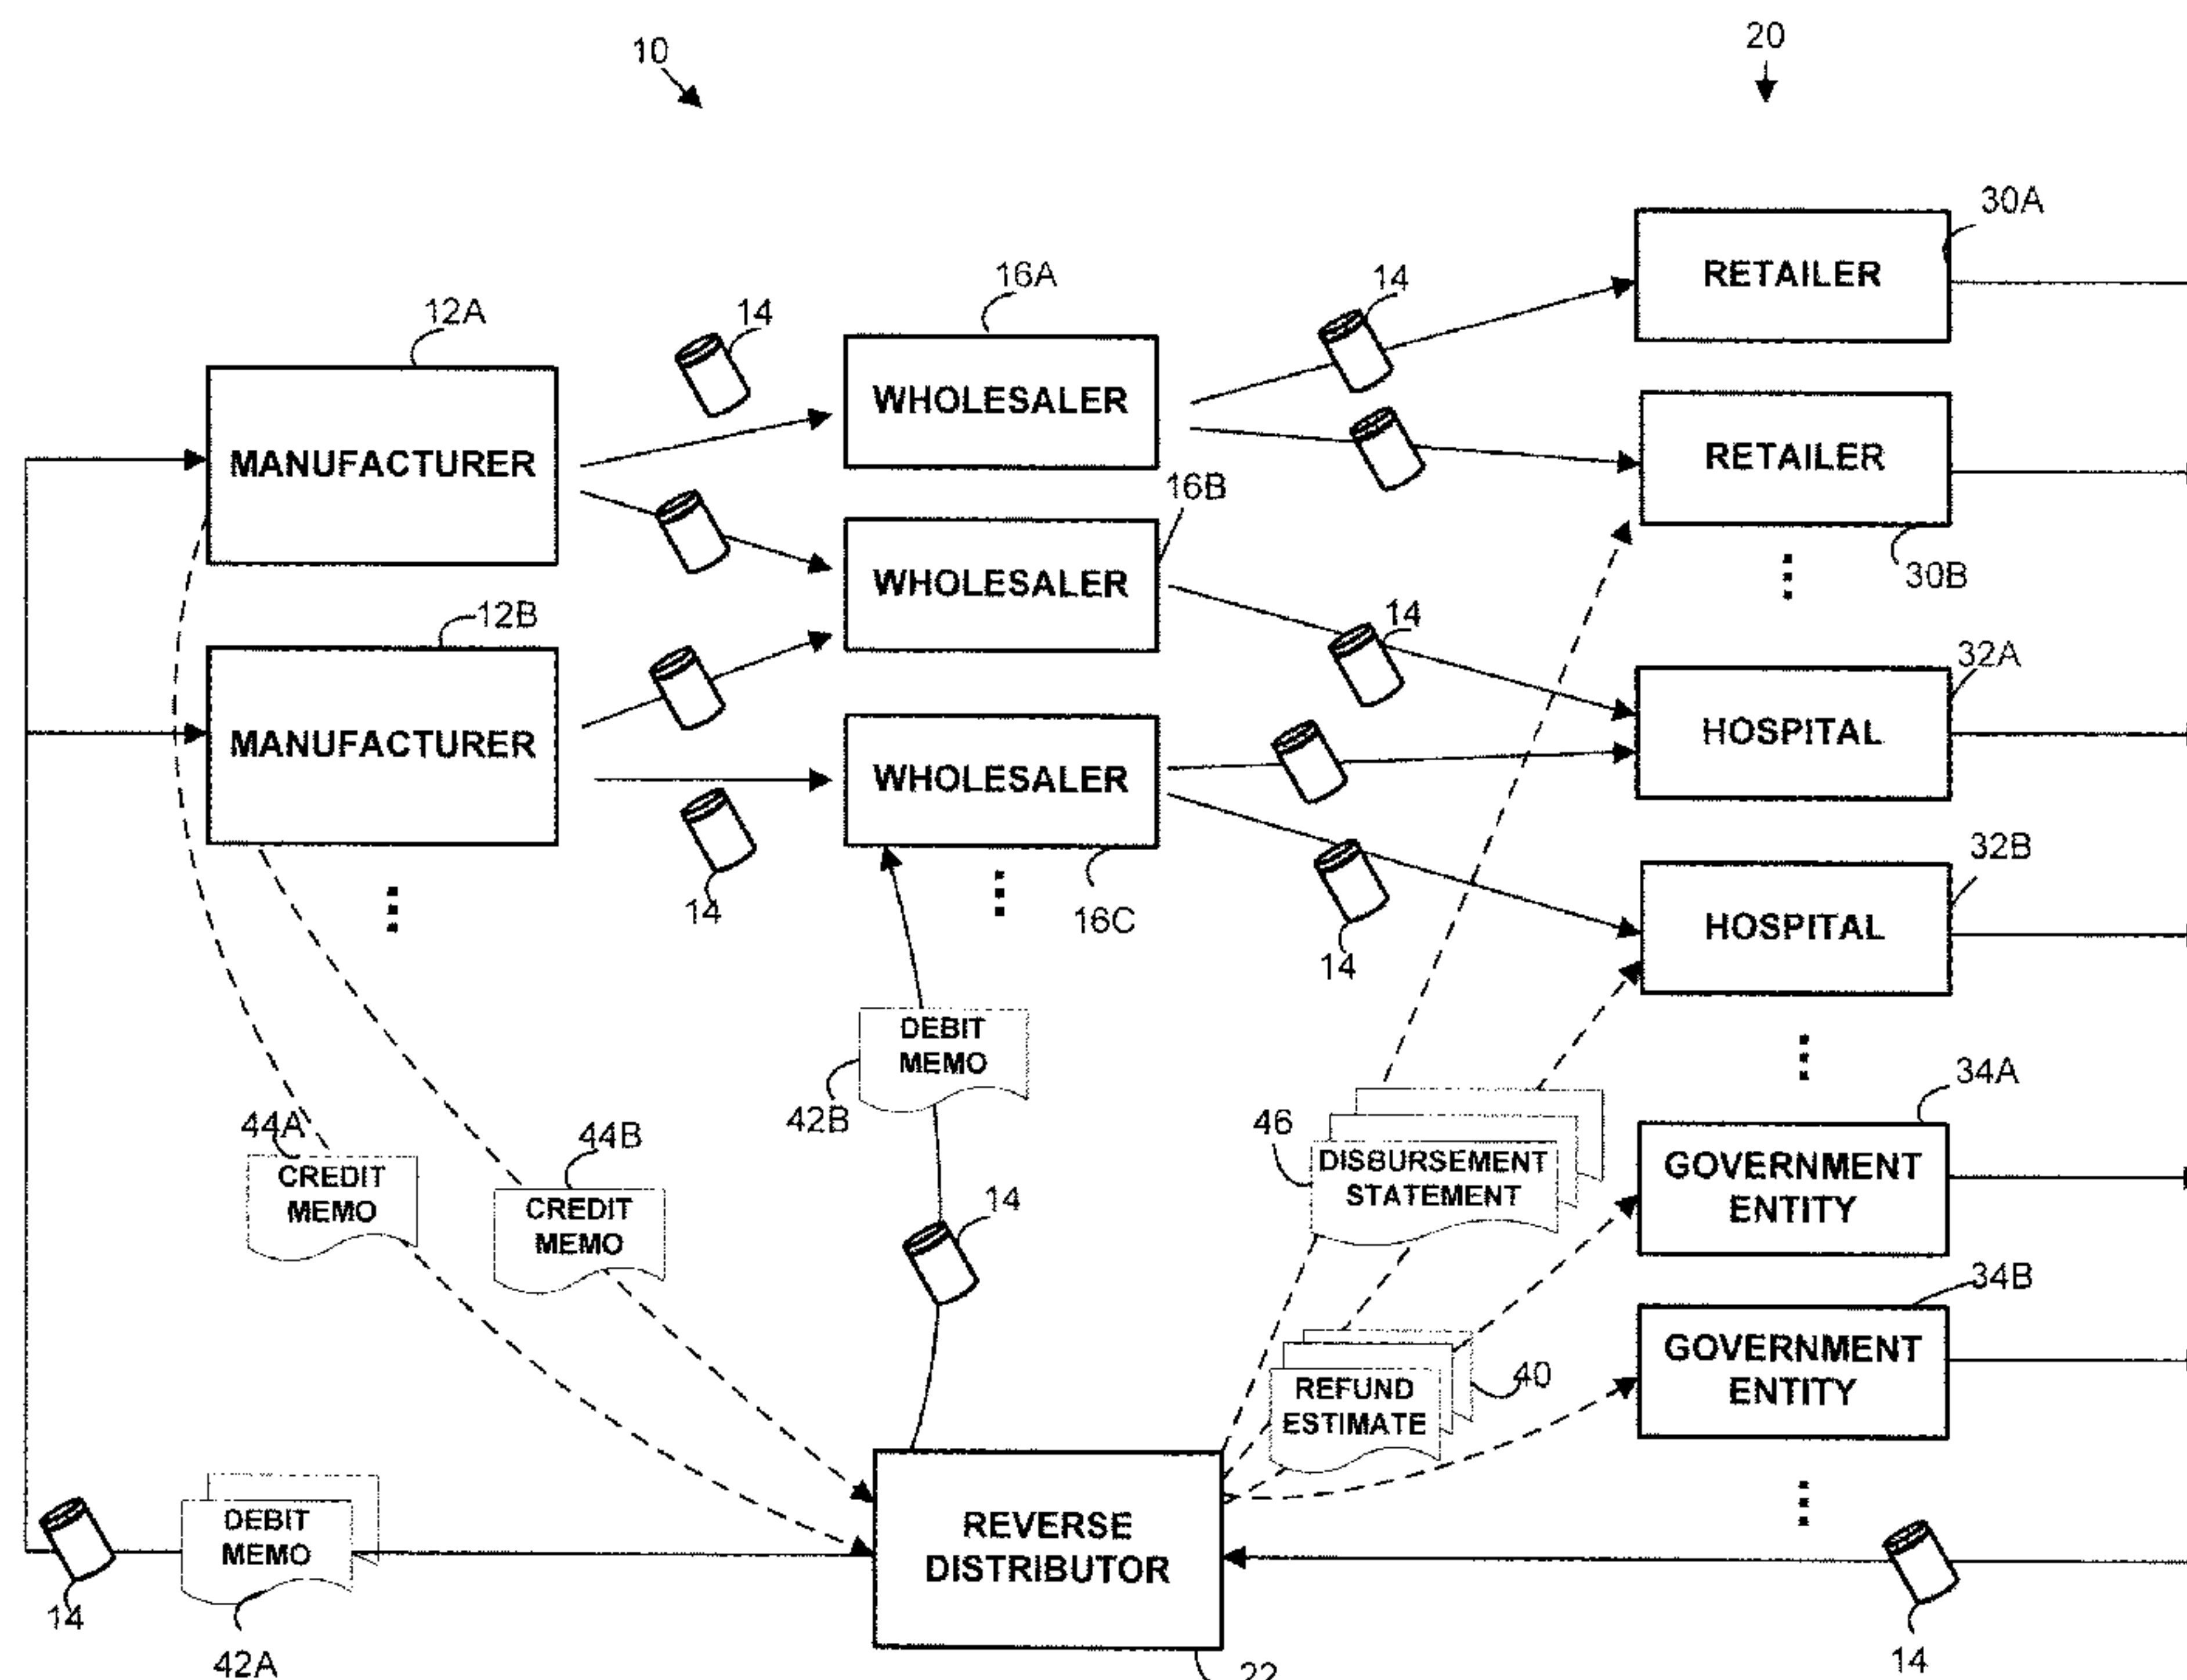 10
20
30A
RETAILER
16A
14
12A
14
WHOLESALER
MANUFACTURER
RETAILER
16B
30B
WHOLESALER
14
12B
32A
HOSPITAL
MANUFACTURER
WHOLESALER
32B
14
16C
HOSPITAL
14
DEBIT
MEMO
42B
34A
46
44A
44B
DISBURSEMENT
STATEMENT
GOVERNMENT
ENTITY
CREDIT
MEMO
CREDIT
MEMO
14
34B
GOVERNMENT
ENTITY
40
REFUND
ESTIMATE
DEBIT
MEMO
REVERSE
DISTRIBUTOR
14
42A
14
22